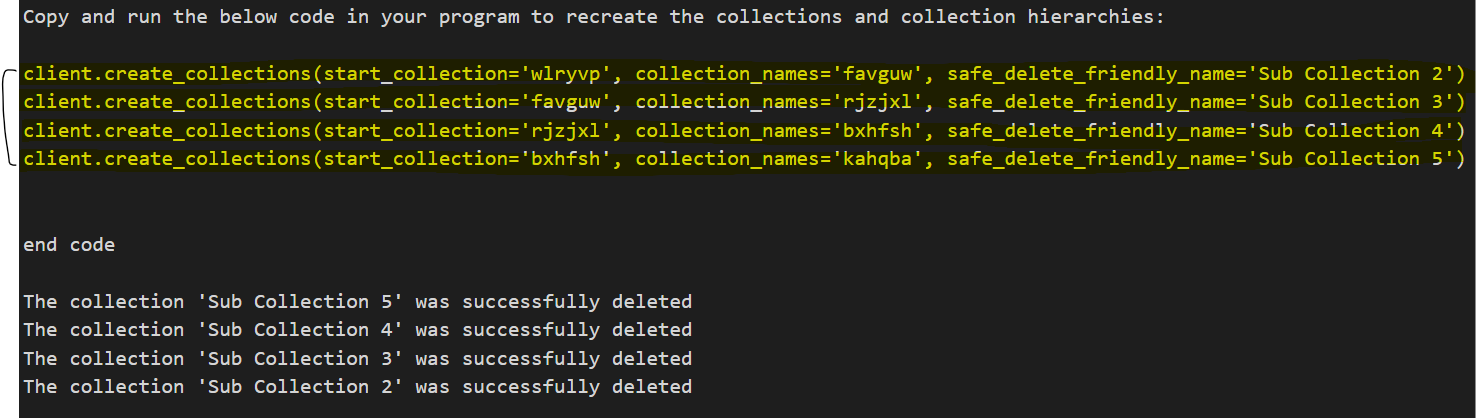 Copy and run the below code in your program to recreate the collections and collection hierarchies:
client.create_collections(start_collection='wlryvp', collection_names='favguw', safe_delete_friendly_name='Sub Collection 2')
client.create_collections(start_collection='favguw', collection_names='rjzjxl', safe_delete_friendly_name='Sub Collection 3')
client.create_collections(start_collection='rjzjxl', collection_names='bxhfsh', safe_delete_friendly_name='Sub Collection 4')
client.create_collections(start_collection='bxhfsh', collection_names='kahqba', safe_delete_friendly_name='Sub Collection 5')
end code
The collection 'Sub Collection 5' was successfully deleted
The collection 'Sub Collection 4' was successfully deleted
The collection 'Sub Collection 3' was successfully deleted
The collection 'Sub Collection 2' was successfully deleted